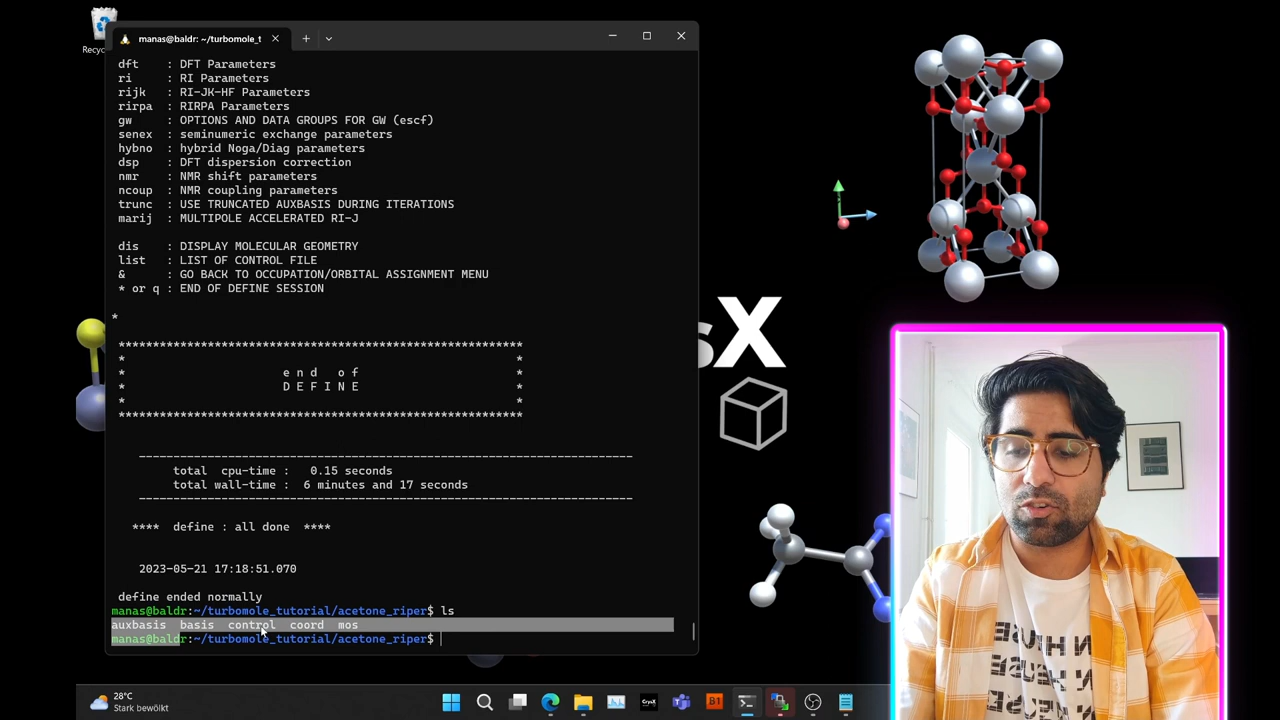 Recyc
manas@baldr: ~/turbomole_t
dft : DFT Parameters
ri : RI Parameters
rijk : RI-JK-HF Parameters
rirpa : RIRPA Parameters
gw : OPTIONS AND DATA GROUPS FOR GW (escf)
senex : seminumeric exchange parameters
hybno : hybrid Noga/Diag parameters
dsp : DFT dispersion correction
nmr : NMR shift parameters
ncoup : NMR coupling parameters
trunc : USE TRUNCATED AUXBASIS DURING ITERATIONS
marij : MULTIPOLE ACCELERATED RI-J
dis : DISPLAY MOLECULAR GEOMETRY
list : LIST OF CONTROL FILE
& : GO BACK TO OCCUPATION/ORBITAL ASSIGNMENT MENU
* or q : END OF DEFINE SESSION
*
***********************************************************
* *
* e n d o f *
* D E F I N E *
* *
***********************************************************
------------------------------------------------------------------------
total cpu-time : 0.15 seconds
total wall-time : 6 minutes and 17 seconds
------------------------------------------------------------------------
**** define : all done ****
2023-05-21 17:18:51.070
define ended normally
manas@baldr:~/turbomole_tutorial/acetone_riper$ ls
auxbasis basis control coord mos
manas@baldr:~/turbomole_tutorial/acetone_riper$
sX
28°C
Stark bewölkt
B1